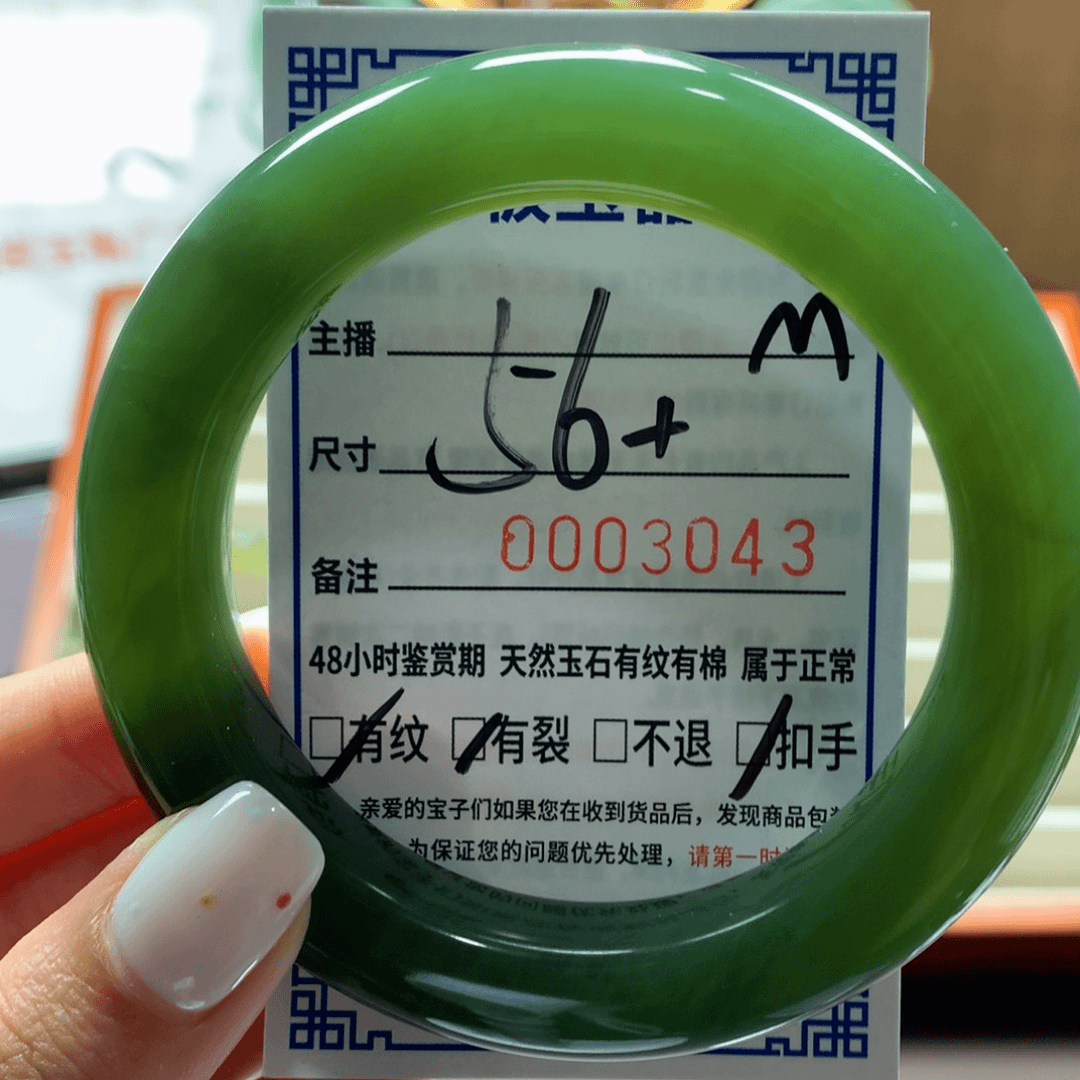 主播 M
尺寸 56+
备注 0003043
48小时鉴赏期 天然玉石有纹有棉 属于正常
□有纹 □有裂 □不退 □扣手
亲爱的宝子们如果您在收到货品后，发现商品包
为保证您的问题优先处理，请第一时